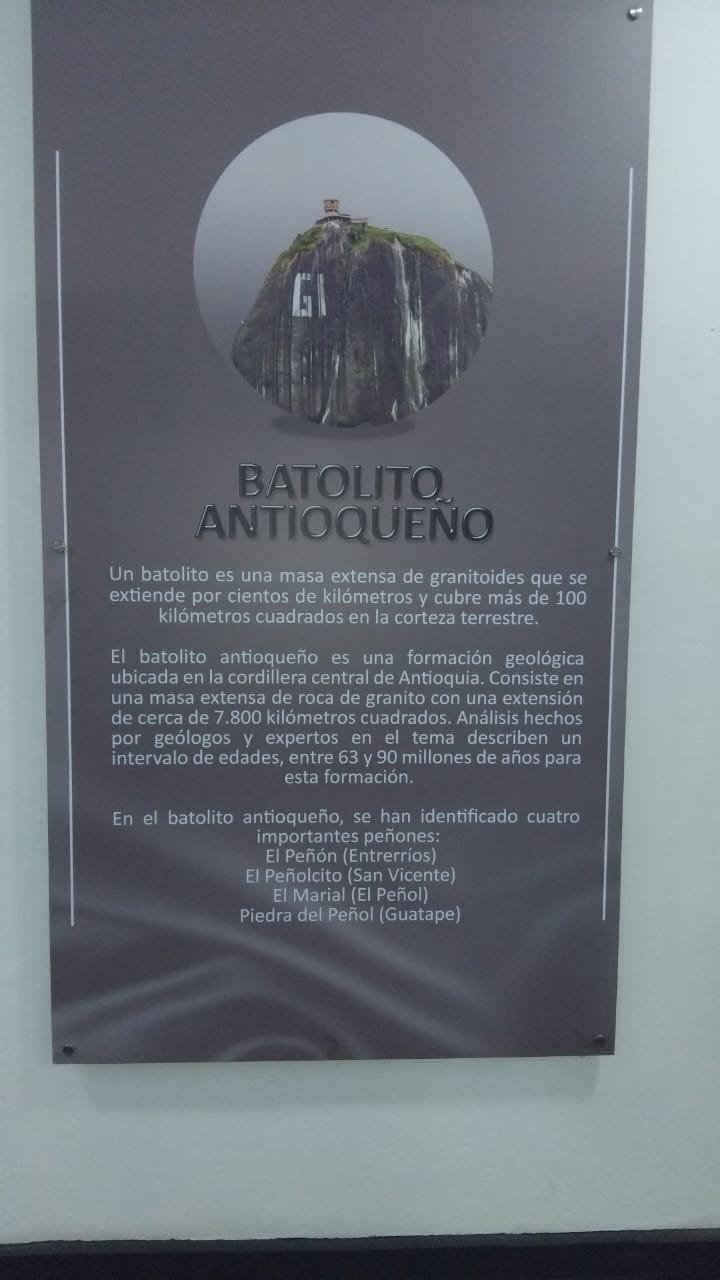 GI
BATOLITO
ANTIOQUEÑO
Un batolito es una masa extensa de granitoides que se
extiende por cientos de kilómetros y cubre más de 100
kilómetros cuadrados en la corteza terrestre.
El batolito antioqueño es una formación geológica
ubicada en la cordillera central de Antioquia. Consiste en
una masa extensa de roca de granito con una extensión
de cerca de 7.800 kilómetros cuadrados. Análisis hechos
por geólogos y expertos en el tema describen un
intervalo de edades, entre 63 y 90 millones de años para
esta formación.
En el batolito antioqueño, se han identificado cuatro
importantes peñones:
El Peñón (Entrerríos)
El Peñolcito (San Vicente)
El Marial (El Peñol)
Piedra del Peñol (Guatape)